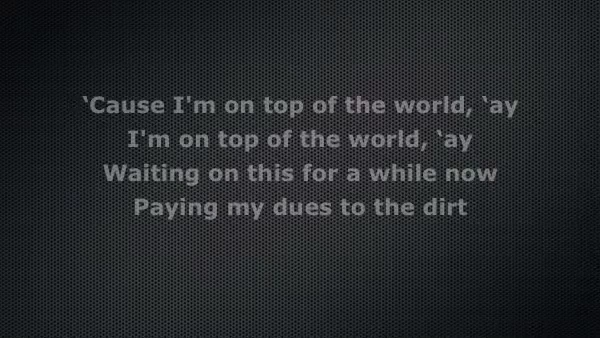 ‘Cause I'm on top of the world, ‘ay
I'm on top of the world, ‘ay
Waiting on this for a while now
Paying my dues to the dirt